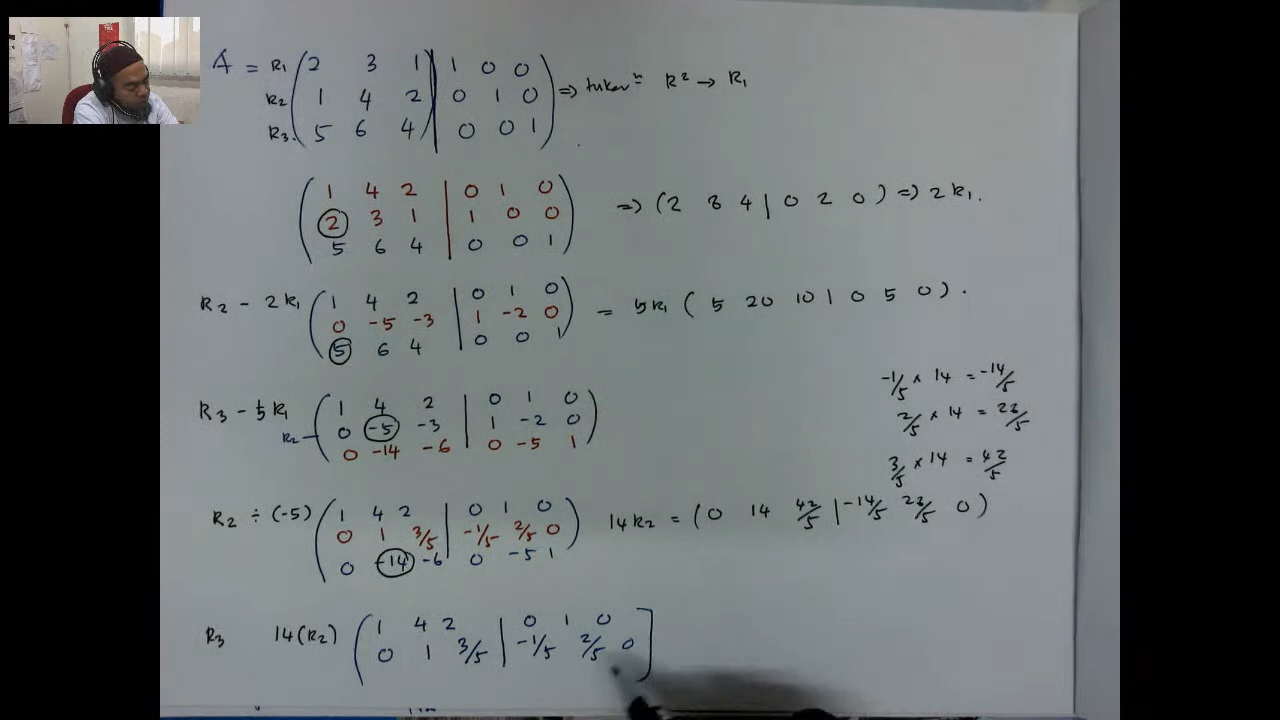 A = R1 ( 2 3 1 | 1 0 0 ) ⇒ tukar R2 → R1
R2 1 4 2 | 0 1 0
R3. 5 6 4 | 0 0 1
( 1 4 2 | 0 1 0 )
2 3 1 | 1 0 0 ⇒ ( 2 8 4 | 0 2 0 ) ⇒ 2R1.
5 6 4 | 0 0 1
R2 - 2R1 ( 1 4 2 | 0 1 0 ) = 5R1 ( 5 20 10 | 0 5 0 ).
0 -5 -3 | 1 -2 0
5 6 4 | 0 0 1
-1/5 × 14 = -14/5
2/5 × 14 = 23/5
3/5 × 14 = 42/5
R3 - 5R1 ( 1 4 2 | 0 1 0 )
R2 0 -5 -3 | 1 -2 0
0 -14 -6 | 0 -5 1
R2 ÷ (-5) ( 1 4 2 | 0 1 0 ) 14R2 = ( 0 14 42/5 | -14/5 23/5 0 )
0 1 3/5 | -1/5 2/5 0
0 -14 -6 | 0 -5 1
R3 14(R2) ( 1 4 2 | 0 1 0 ]
0 1 3/5 | -1/5 2/5 0